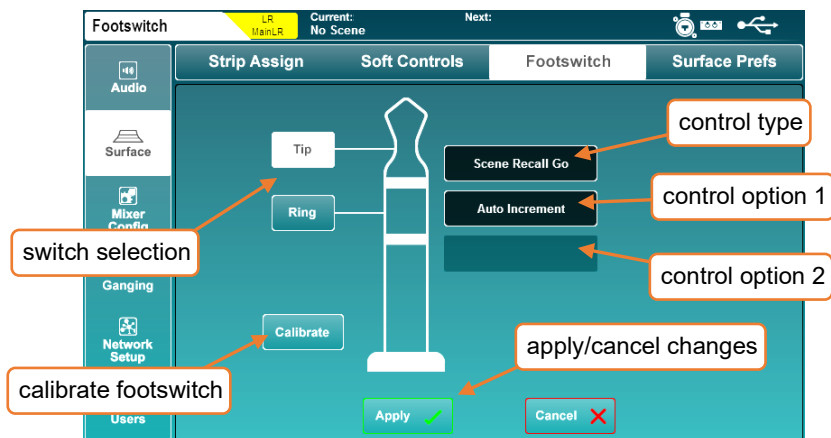 Footswitch
LR
MainLR
Current:
No Scene
Next:
Audio
Surface
Mixer
Config
Ganging
Network
Setup
Users
Strip Assign
Soft Controls
Footswitch
Surface Prefs
Tip
Ring
Scene Recall Go
Auto Increment
Calibrate
Apply
Cancel
control type
control option 1
control option 2
switch selection
apply/cancel changes
calibrate footswitch